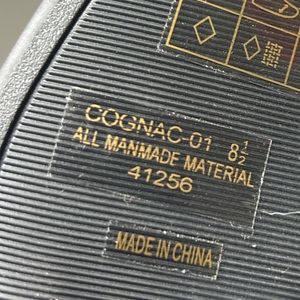 COGNAC-01 8½
ALL MANMADE MATERIAL
41256
MADE IN CHINA